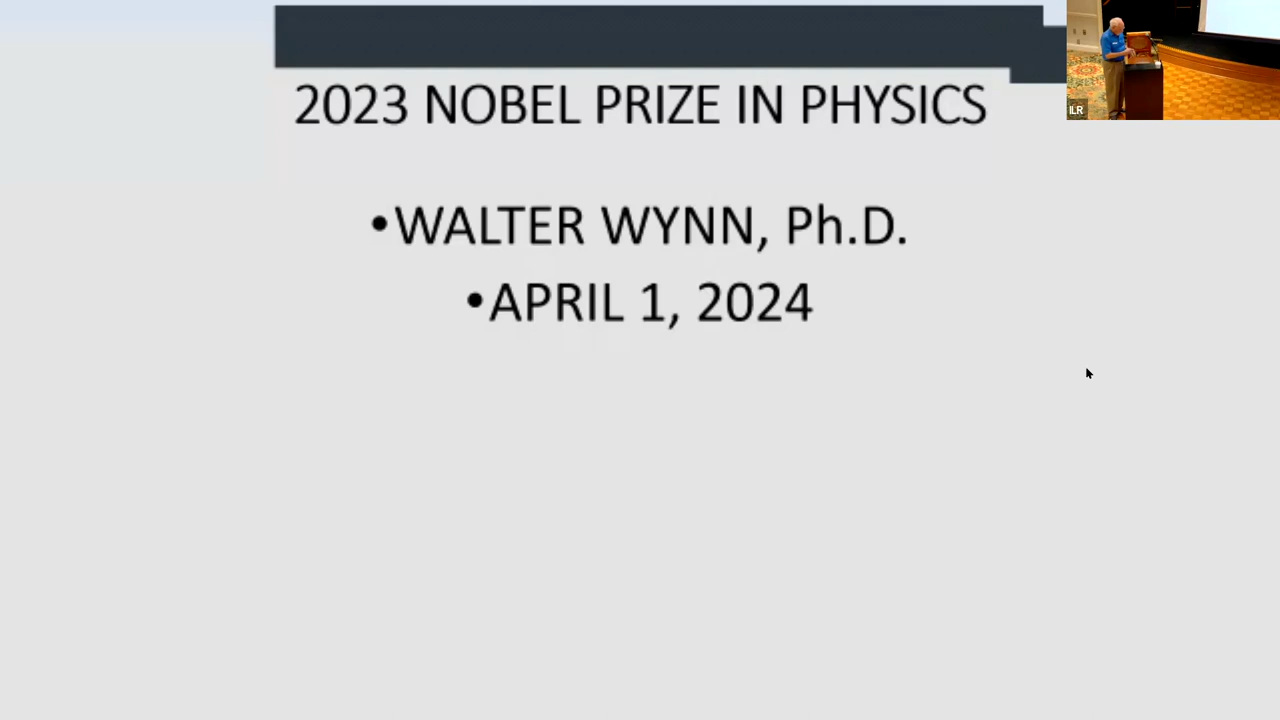 2023 NOBEL PRIZE IN PHYSICS
•WALTER WYNN, Ph.D.
•APRIL 1, 2024
ILR